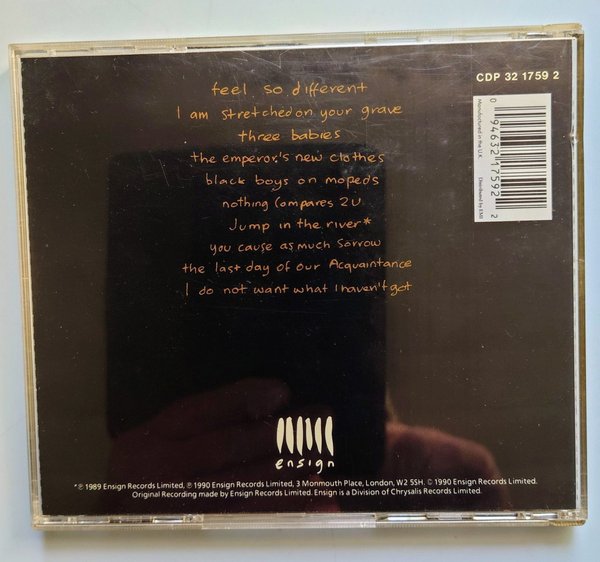 feel so different
I am stretched on your grave
three babies
the emperor's new clothes
black boys on mopeds
nothing Compares 2U
Jump in the river*
you cause as much sorrow
the last day of our Acquaintance
I do not want what I haven't got
CDP 32 1759 2
Manufactured in the U.K.
Distributed by EMI
0 94632 17592 2
ensign
*℗ 1989 Ensign Records Limited, ℗ 1990 Ensign Records Limited, 3 Monmouth Place, London, W2 5SH. © 1990 Ensign Records Limited.
Original Recording made by Ensign Records Limited. Ensign is a Division of Chrysalis Records Limited.